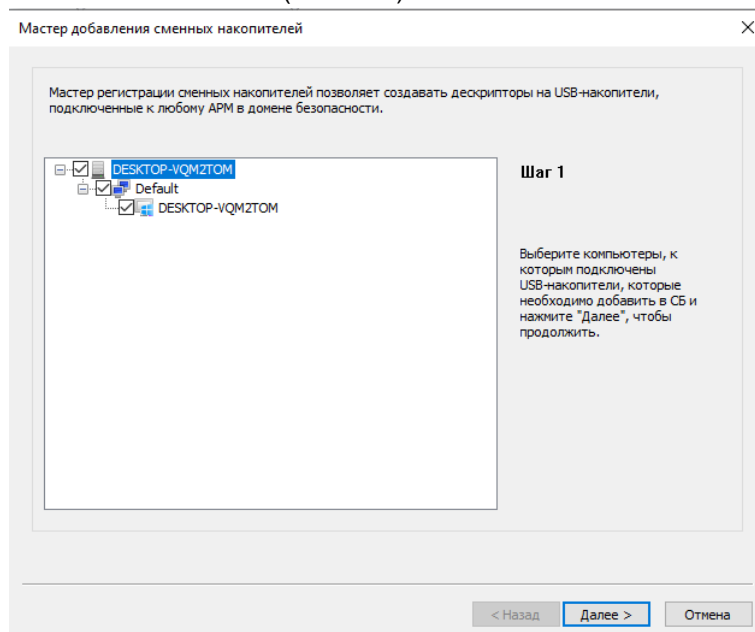 Мастер добавления сменных накопителей
Мастер регистрации сменных накопителей позволяет создавать дескрипторы на USB-накопители,
подключенные к любому АРМ в домене безопасности.
DESKTOP-VQM2TOM
Default
DESKTOP-VQM2TOM
Шаг 1
Выберите компьютеры, к
которым подключены
USB-накопители, которые
необходимо добавить в СБ и
нажмите "Далее", чтобы
продолжить.
< Назад
Далее >
Отмена